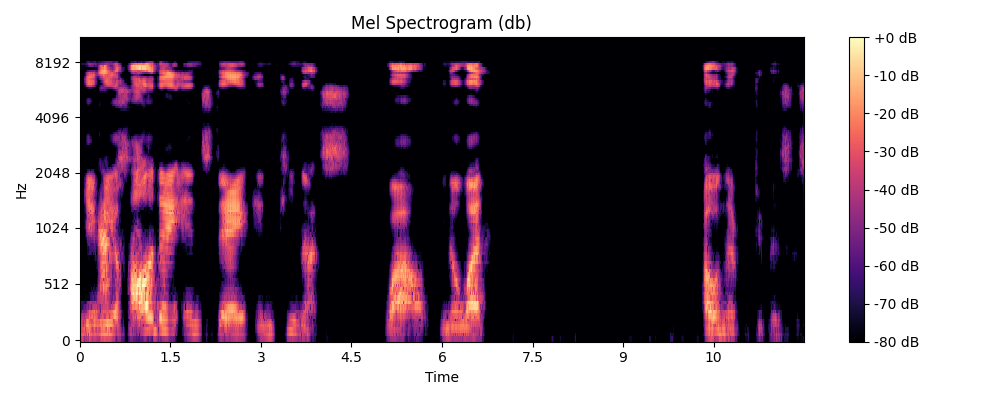 Mel Spectrogram (db)
Hz
8192
4096
2048
1024
512
0
0 1.5 3 4.5 6 7.5 9 10
Time
+0 dB
-10 dB
-20 dB
-30 dB
-40 dB
-50 dB
-60 dB
-70 dB
-80 dB